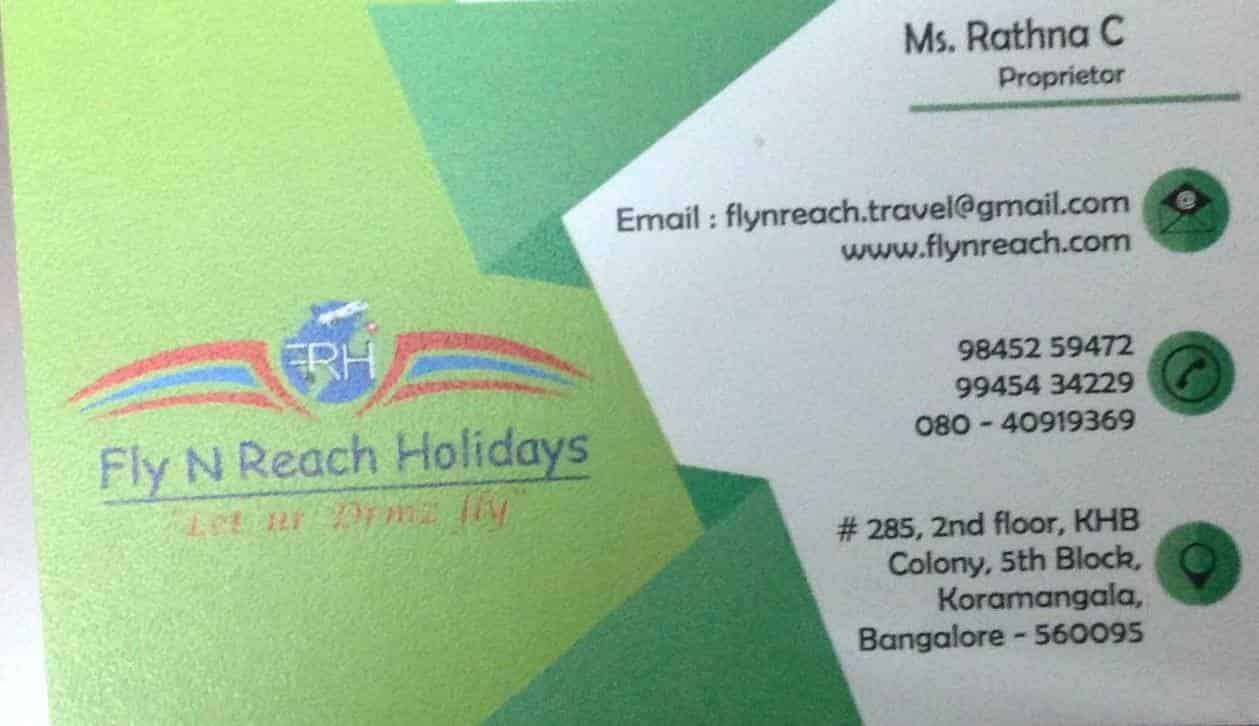 Ms. Rathna C
Proprietor
Email : flynreach.travel@gmail.com
www.flynreach.com
98452 59472
99454 34229
080 - 40919369
# 285, 2nd floor, KHB
Colony, 5th Block,
Koramangala,
Bangalore - 560095
FRH
Fly N Reach Holidays
"Let ur Drmz fly"